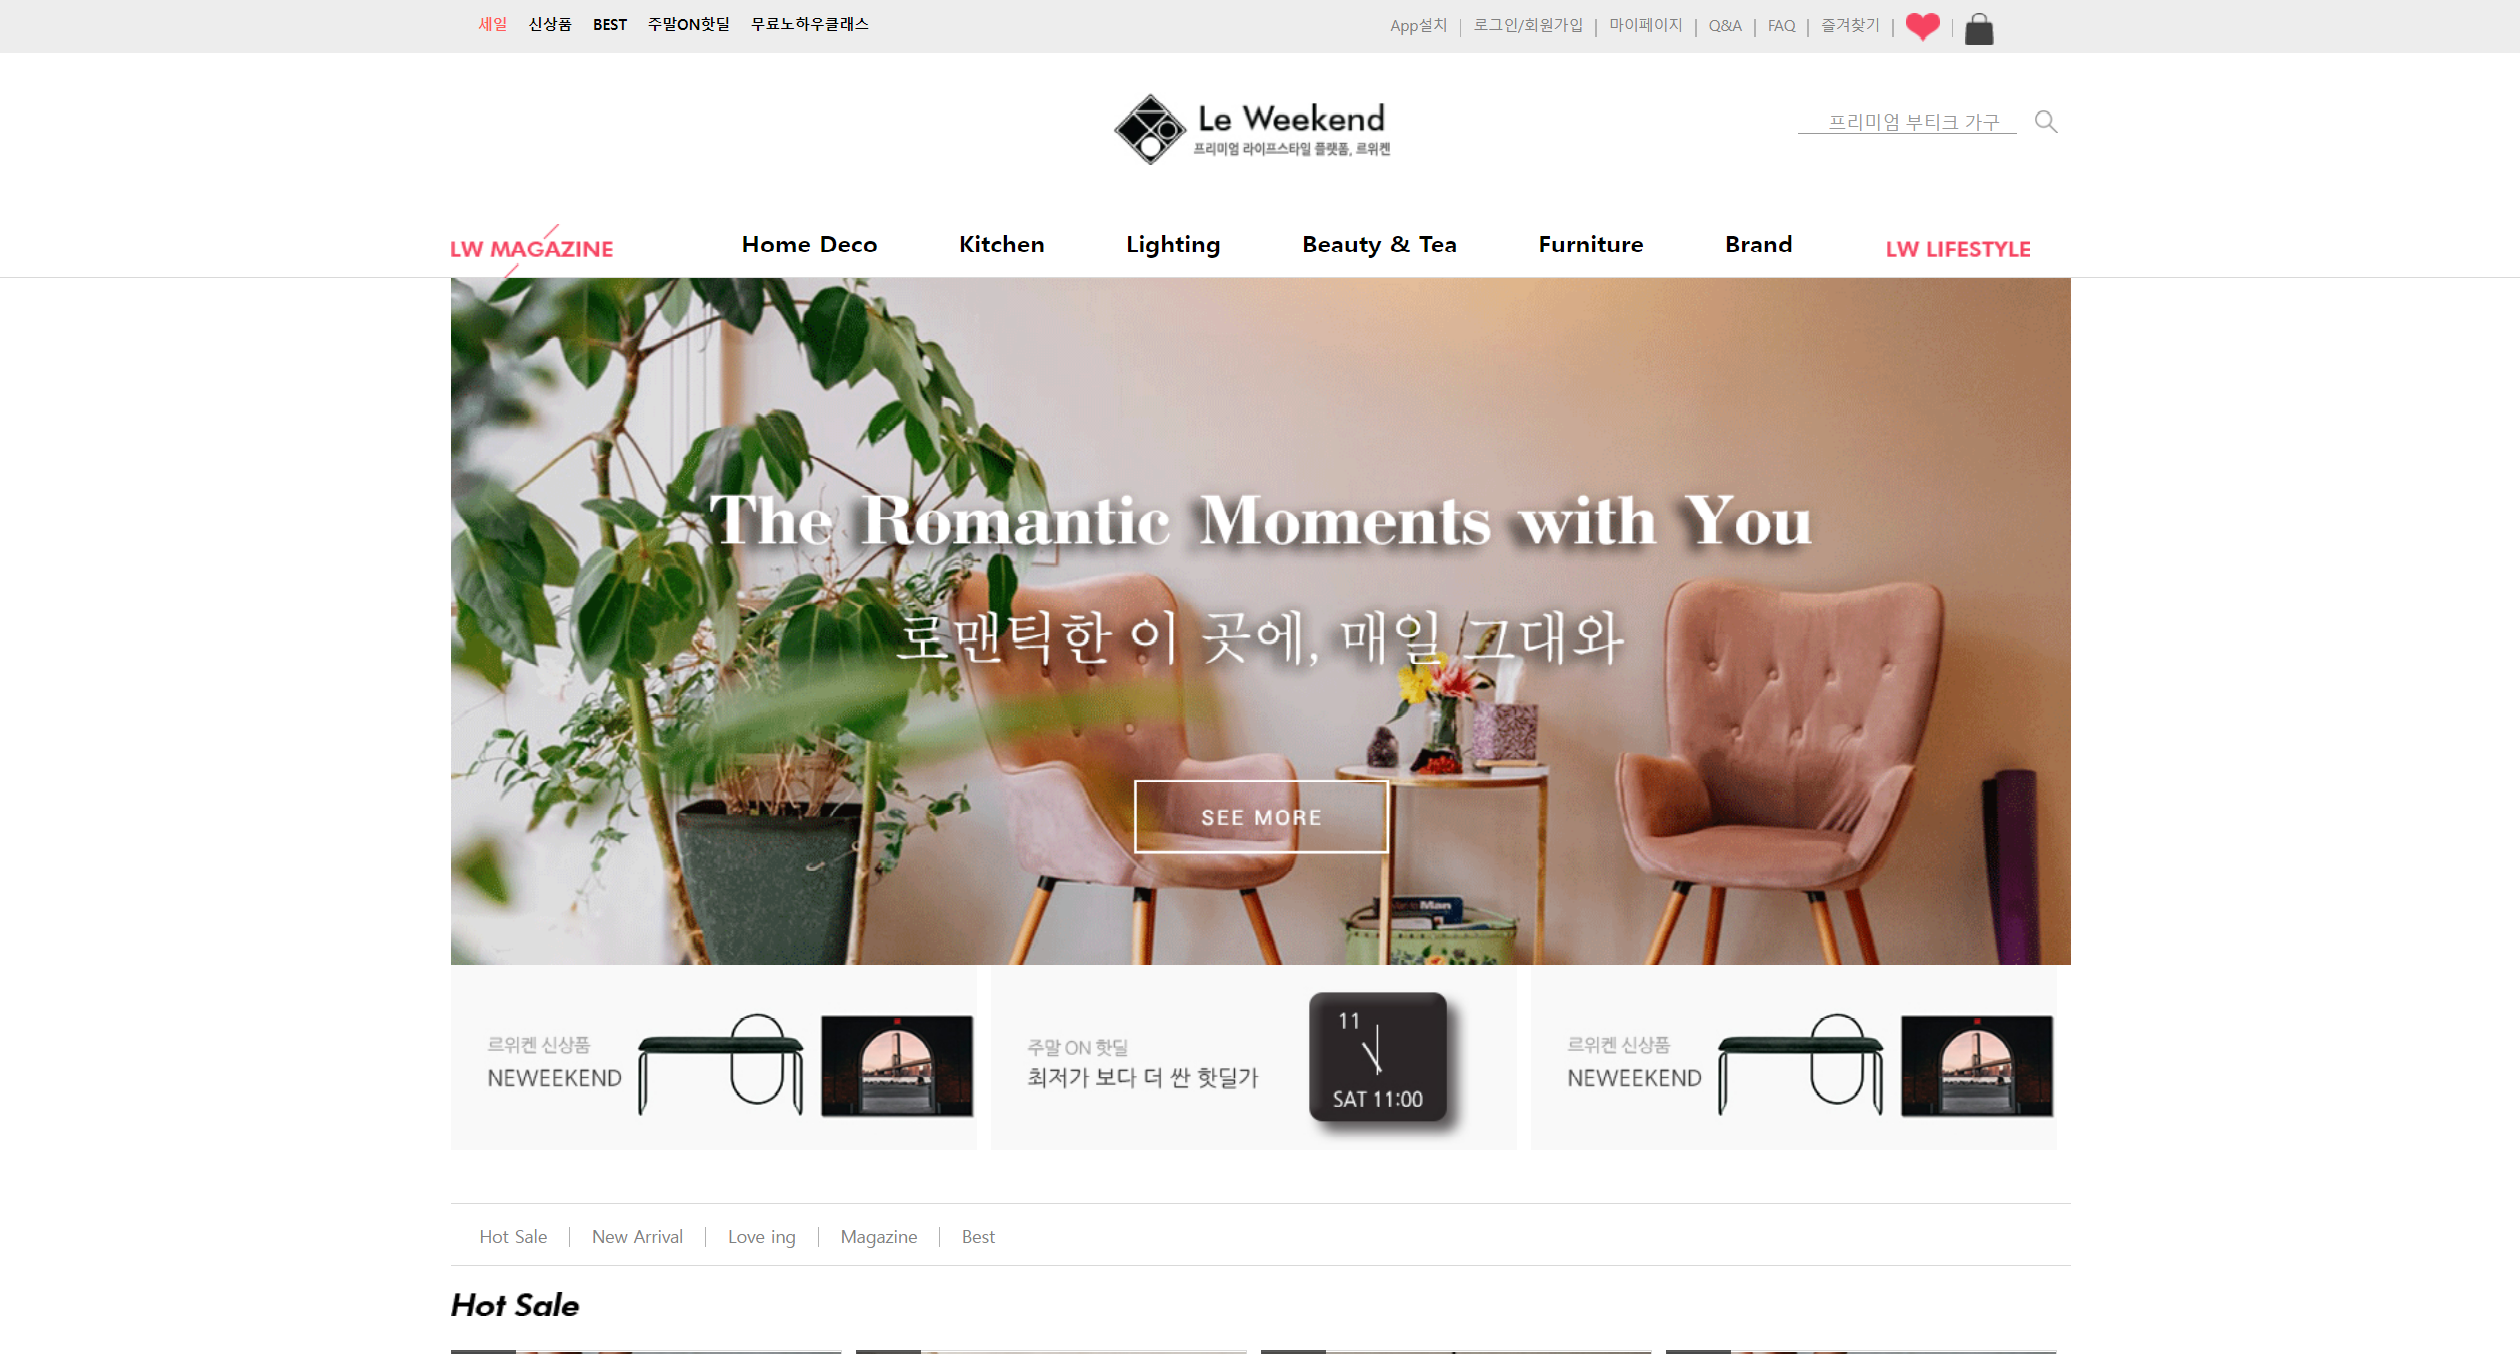 세일 신상품 BEST 주말ON핫딜 무료노하우클래스
App설치 | 로그인/회원가입 | 마이페이지 | Q&A | FAQ | 즐겨찾기 | |
Le Weekend
프리미엄 라이프스타일 플랫폼, 르위켄
프리미엄 부티크 가구
LW MAGAZINE
Home Deco Kitchen Lighting Beauty & Tea Furniture Brand
LW LIFESTYLE
The Romantic Moments with You
로맨틱한 이 곳에, 매일 그대와
SEE MORE
르위켄 신상품
NEWEEKEND
주말 ON 핫딜
최저가 보다 더 싼 핫딜가
11
SAT 11:00
르위켄 신상품
NEWEEKEND
Hot Sale | New Arrival | Love ing | Magazine | Best
Hot Sale